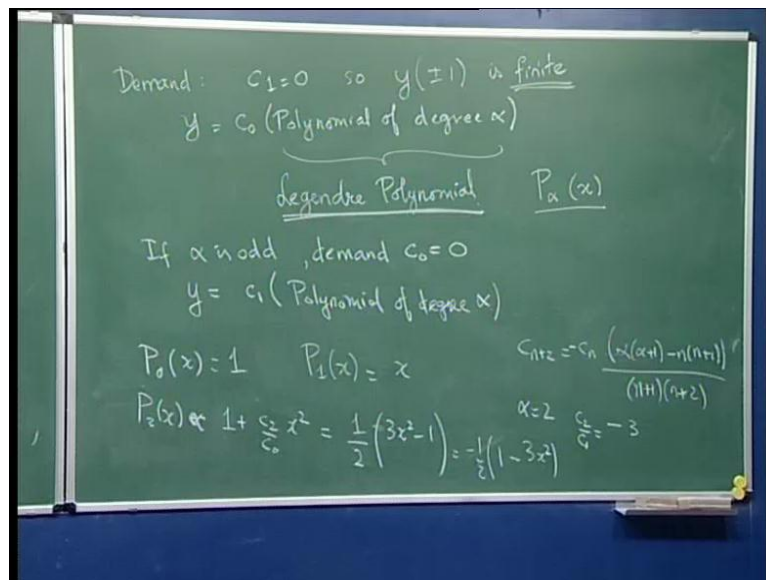 Demand : C₁=0 so y(±1) is finite
y = C₀ (Polynomial of degree α)
Legendre Polynomial P_α(x)
If α is odd , demand C₀=0
y = C₁ (Polynomial of degree α)
P₀(x) = 1 P₁(x) = x C_{n+2} = -C_n (α(α+1) - n(n+1)) / (n+1)(n+2)
P₂(x) ∝ 1 + C₂/C₀ x² = 1/2 (3x²-1) = -1/2 (1 - 3x²) α=2 C₂/C₀ = -3